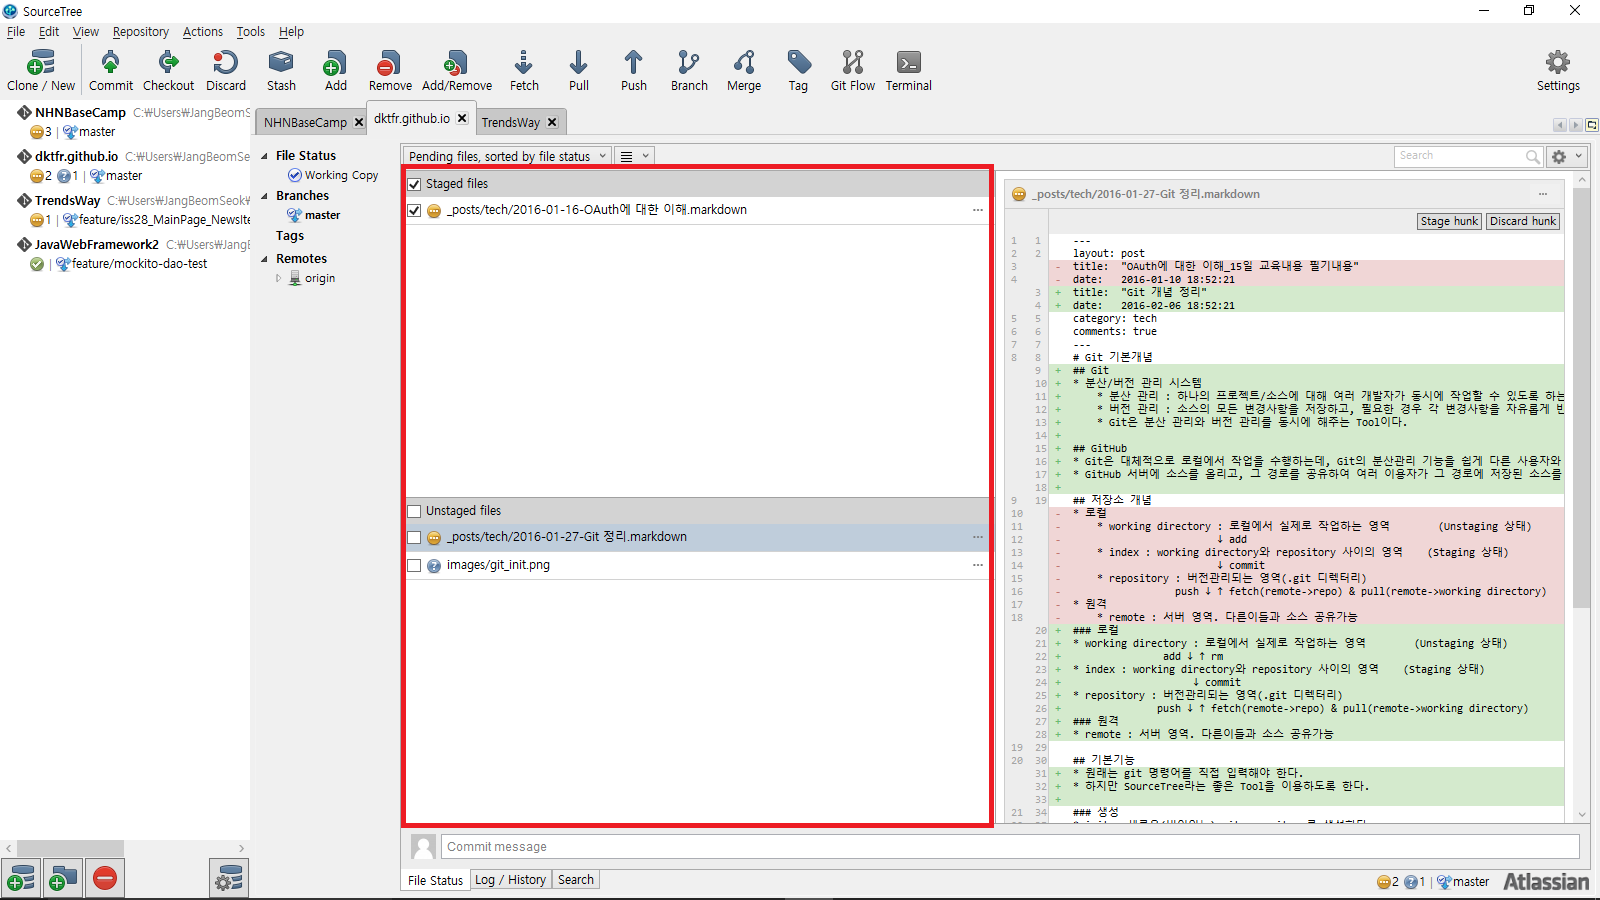 SourceTree
File Edit View Repository Actions Tools Help
Clone / New Commit Checkout Discard Stash Add Remove Add/Remove Fetch Pull Push Branch Merge Tag Git Flow Terminal Settings
NHNBaseCamp C:₩Users₩JangBeomS
3 | master
dktfr.github.io C:₩Users₩JangBeomSe
2 1 | master
TrendsWay C:₩Users₩JangBeomSeok₩
1 | feature/iss28_MainPage_Newsite
JavaWebFramework2 C:₩Users₩JangB
| feature/mockito-dao-test
NHNBaseCamp dktfr.github.io TrendsWay
File Status
Working Copy
Branches
master
Tags
Remotes
origin
Pending files, sorted by file status
Search
Staged files
_posts/tech/2016-01-16-OAuth에 대한 이해.markdown
Unstaged files
_posts/tech/2016-01-27-Git 정리.markdown
images/git_init.png
_posts/tech/2016-01-27-Git 정리.markdown
Stage hunk Discard hunk
1 1 ---
2 2 layout: post
3 - title: "OAuth에 대한 이해_15일 교육내용 필기내용"
4 - date: 2016-01-10 18:52:21
3 + title: "Git 개념 정리"
4 + date: 2016-02-06 18:52:21
5 5 category: tech
6 6 comments: true
7 7 ---
8 8 # Git 기본개념
9 + ## Git
10 + * 분산/버전 관리 시스템
11 + * 분산 관리 : 하나의 프로젝트/소스에 대해 여러 개발자가 동시에 작업할 수 있도록 하는
12 + * 버전 관리 : 소스의 모든 변경사항을 저장하고, 필요한 경우 각 변경사항을 자유롭게 반
13 + * Git은 분산 관리와 버전 관리를 동시에 해주는 Tool이다.
14 +
15 + ## GitHub
16 + * Git은 대체적으로 로컬에서 작업을 수행하는데, Git의 분산관리 기능을 쉽게 다른 사용자와
17 + * GitHub 서버에 소스를 올리고, 그 경로를 공유하여 여러 이용자가 그 경로에 저장된 소스를
18 +
9 19 ## 저장소 개념
10 - * 로컬
11 - * working directory : 로컬에서 실제로 작업하는 영역 (Unstaging 상태)
12 - ↓ add
13 - * index : working directory와 repository 사이의 영역 (Staging 상태)
14 - ↓ commit
15 - * repository : 버전관리되는 영역(.git 디렉터리)
16 - push ↓ ↑ fetch(remote->repo) & pull(remote->working directory)
17 - * 원격
18 - * remote : 서버 영역. 다른이들과 소스 공유가능
20 + ### 로컬
21 + * working directory : 로컬에서 실제로 작업하는 영역 (Unstaging 상태)
22 + add ↓ ↑ rm
23 + * index : working directory와 repository 사이의 영역 (Staging 상태)
24 + ↓ commit
25 + * repository : 버전관리되는 영역(.git 디렉터리)
26 + push ↓ ↑ fetch(remote->repo) & pull(remote->working directory)
27 + ### 원격
28 + * remote : 서버 영역. 다른이들과 소스 공유가능
19 29
20 30 ## 기본기능
31 + * 원래는 git 명령어를 직접 입력해야 한다.
32 + * 하지만 SourceTree라는 좋은 Tool을 이용하도록 한다.
33 +
21 34 ### 생성
Commit message
File Status Log / History Search
2 1 | master Atlassian